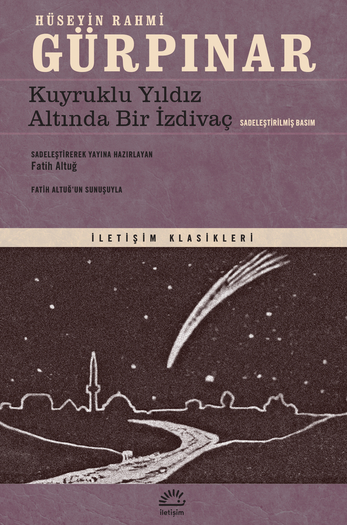 HÜSEYİN RAHMİ
GÜRPINAR
Kuyruklu Yıldız
Altında Bir İzdivaç SADELEŞTİRİLMİŞ BASIM
SADELEŞTİREREK YAYINA HAZIRLAYAN
Fatih Altuğ
FATİH ALTUĞ'UN SUNUŞUYLA
İLETİŞİM KLASİKLERİ
iletişim